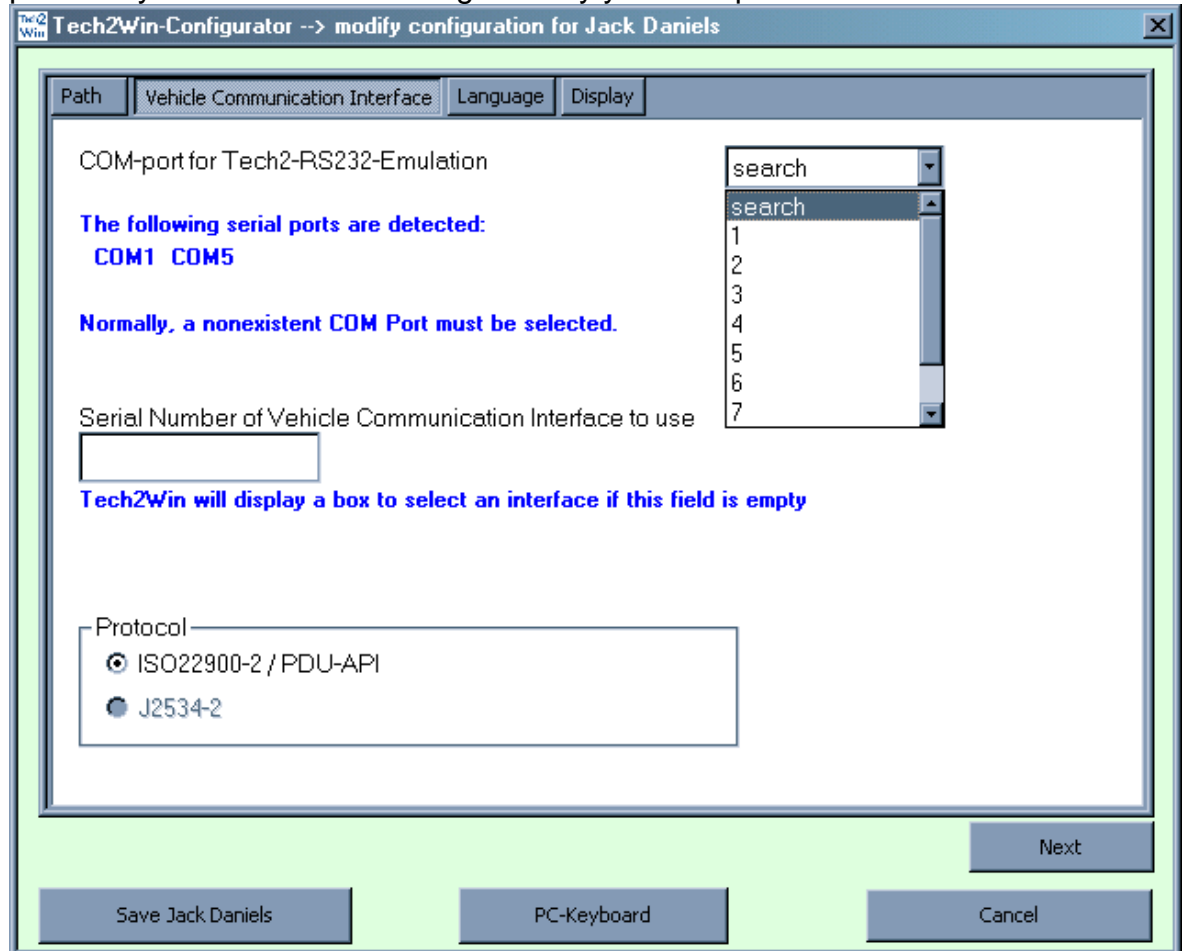 Tech2Win-Configurator --> modify configuration for Jack Daniels
Path Vehicle Communication Interface Language Display
COM-port for Tech2-RS232-Emulation
search
search
1
2
3
4
5
6
7
The following serial ports are detected:
COM1 COM5
Normally, a nonexistent COM Port must be selected.
Serial Number of Vehicle Communication Interface to use
Tech2Win will display a box to select an interface if this field is empty
Protocol
ISO22900-2 / PDU-API
J2534-2
Next
Save Jack Daniels PC-Keyboard Cancel